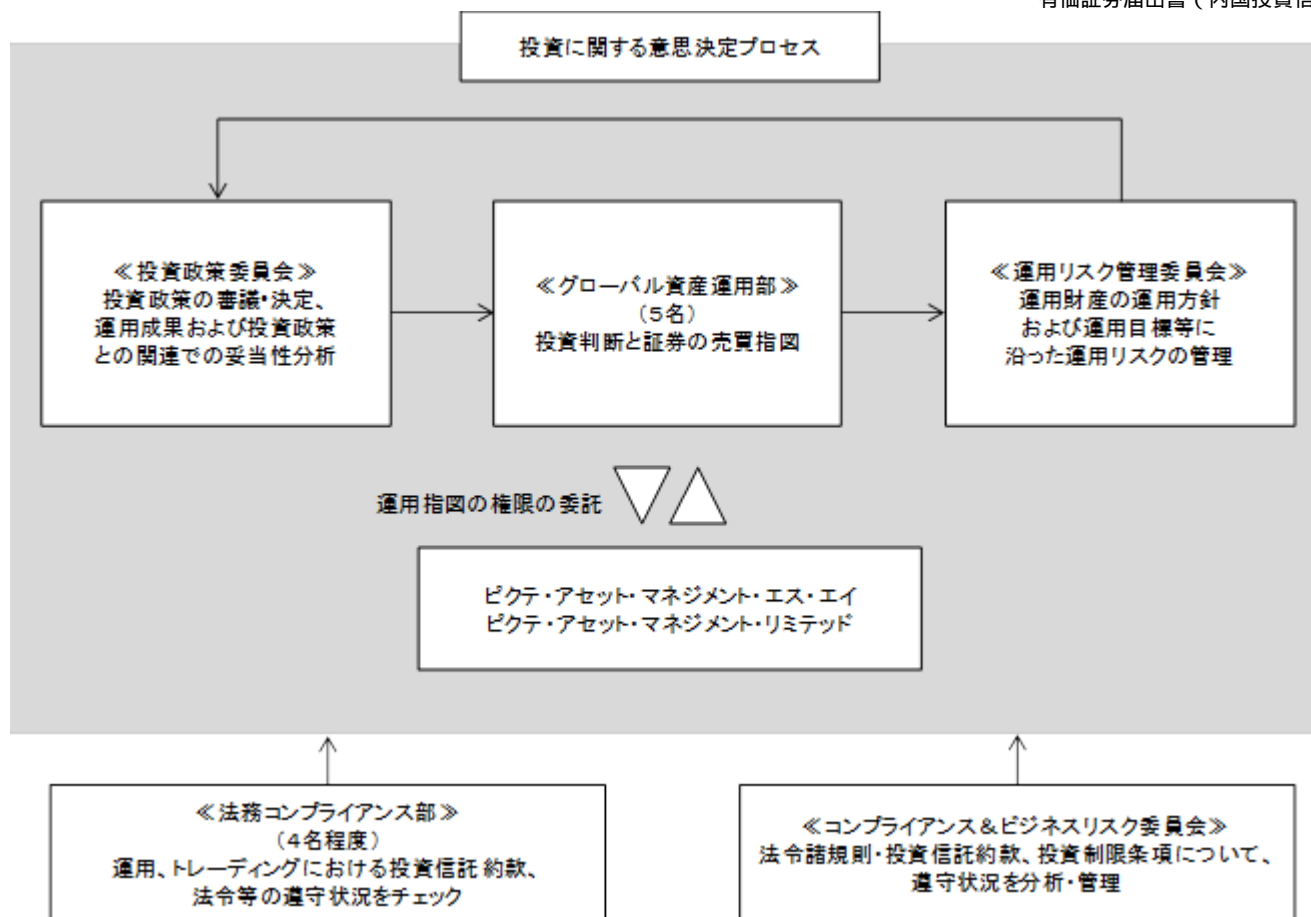 有価証券届出書（内国投資信
投資に関する意思決定プロセス
≪投資政策委員会≫
投資政策の審議・決定、
運用成果および投資政策
との関連での妥当性分析
≪グローバル資産運用部≫
（5名）
投資判断と証券の売買指図
≪運用リスク管理委員会≫
運用財産の運用方針
および運用目標等に
沿った運用リスクの管理
運用指図の権限の委託
ピクテ・アセット・マネジメント・エス・エイ
ピクテ・アセット・マネジメント・リミテッド
≪法務コンプライアンス部≫
（4名程度）
運用、トレーディングにおける投資信託約款、
法令等の遵守状況をチェック
≪コンプライアンス＆ビジネスリスク委員会≫
法令諸規則・投資信託約款、投資制限条項について、
遵守状況を分析・管理